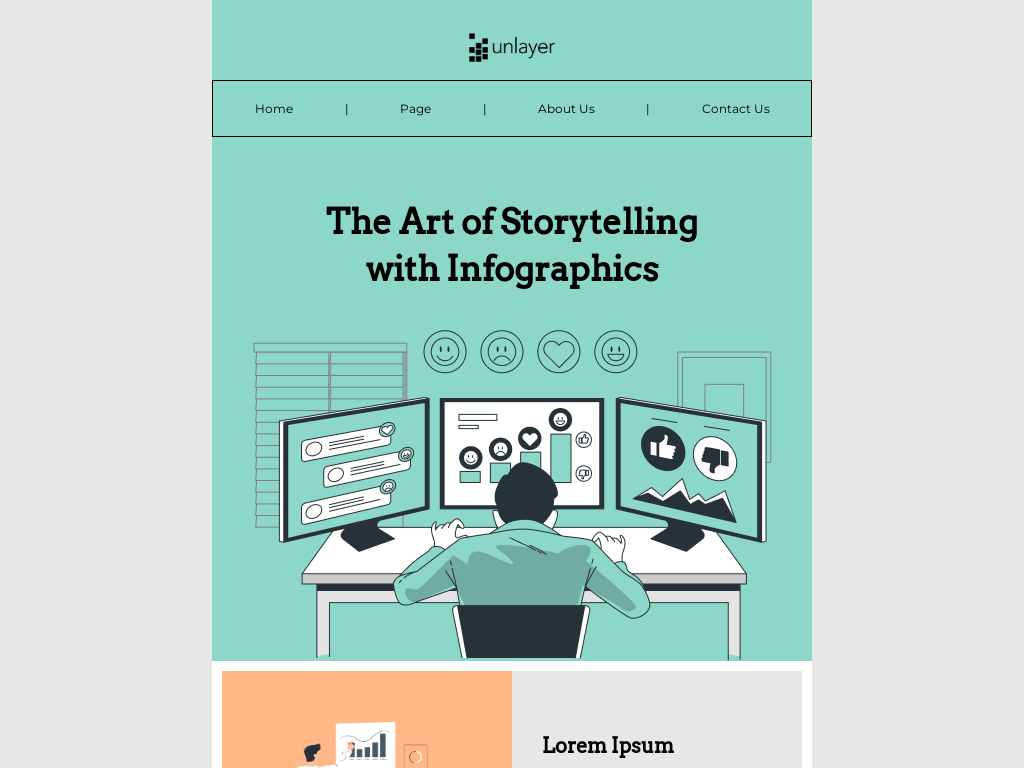 unlayer
Home | Page | About Us | Contact Us
The Art of Storytelling
with Infographics
Lorem Ipsum